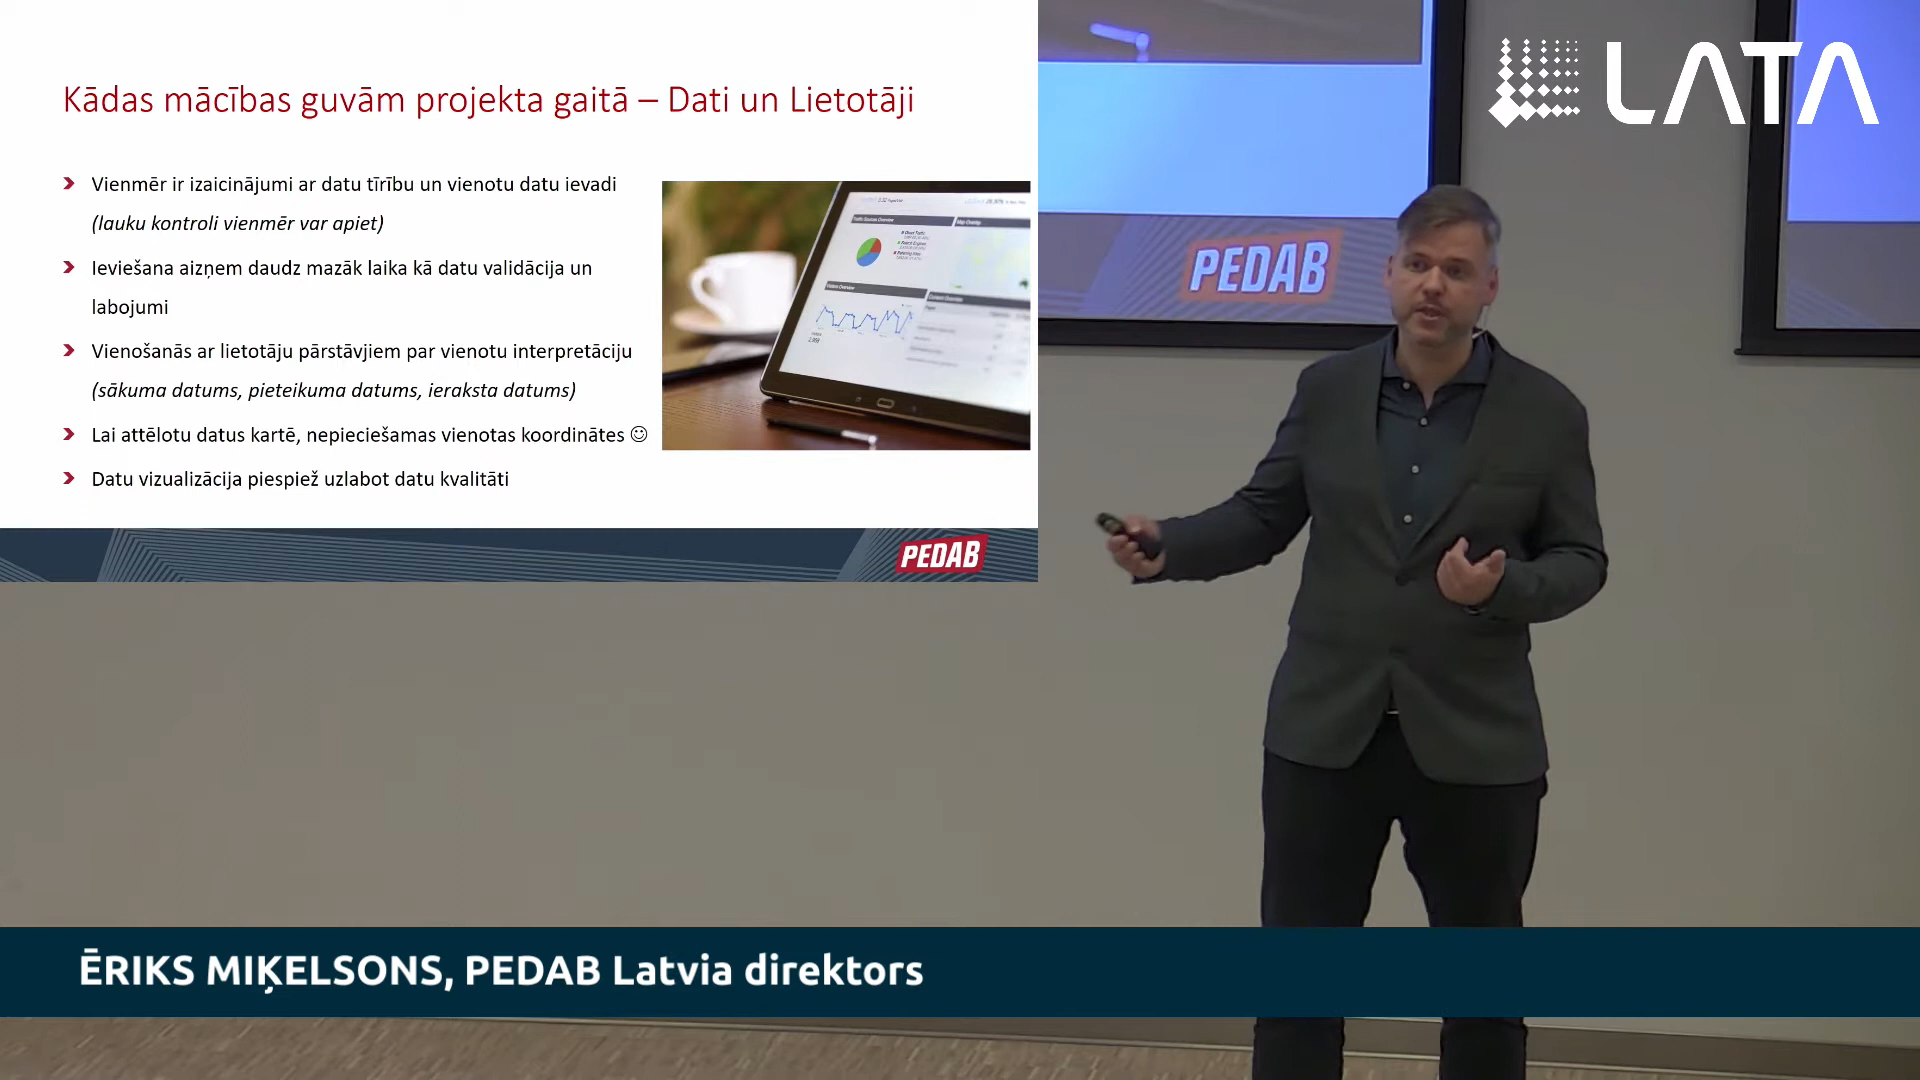 Kādas mācības guvām projekta gaitā – Dati un Lietotāji
Vienmēr ir izaicinājumi ar datu tīrību un vienotu datu ievadi
(lauku kontroli vienmēr var apiet)
Ieviešana aizņem daudz mazāk laika kā datu validācija un
labojumi
Vienošanās ar lietotāju pārstāvjiem par vienotu interpretāciju
(sākuma datums, pieteikuma datums, ieraksta datums)
Lai attēlotu datus kartē, nepieciešamas vienotas koordinātes ☺
Datu vizualizācija piespiež uzlabot datu kvalitāti
PEDAB
PEDAB
LATA
ĒRIKS MIĶELSONS, PEDAB Latvia direktors